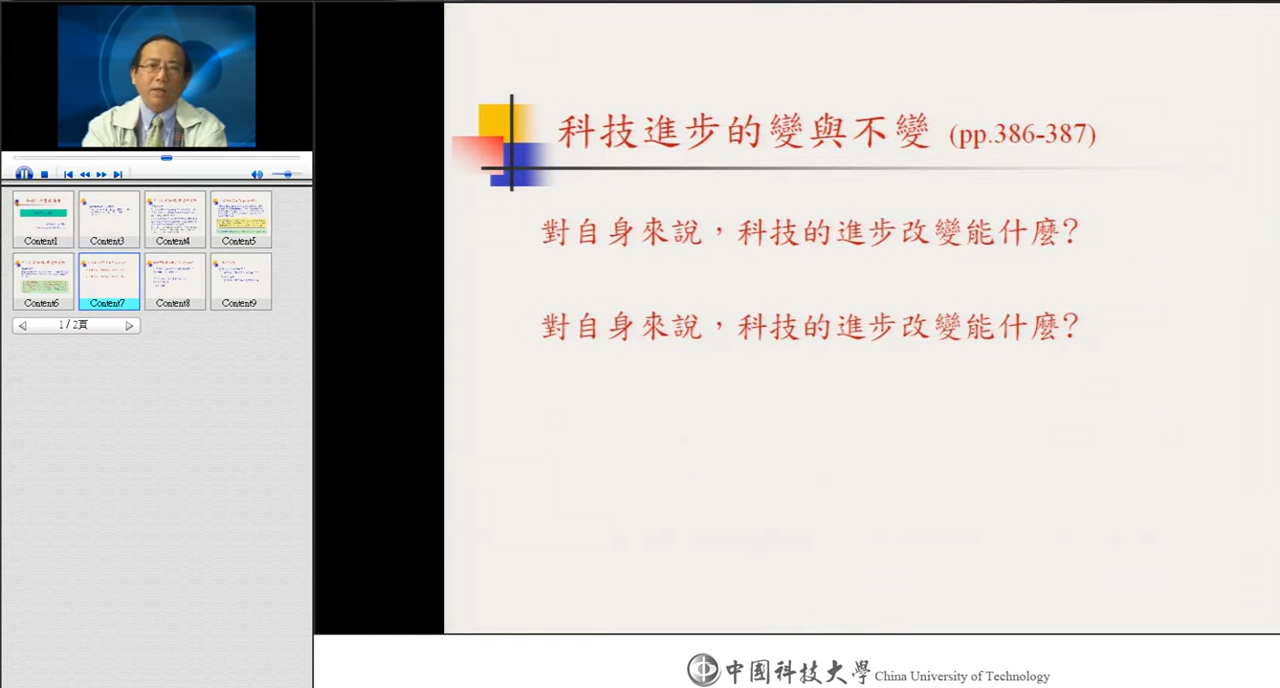 科技進步的變與不變 (pp.386-387)
對自身來說，科技的進步改變能什麼?
對自身來說，科技的進步改變能什麼?
Content1
Content3
Content4
Content5
Content6
Content7
Content8
Content9
1/2頁
中國科技大學 China University of Technology